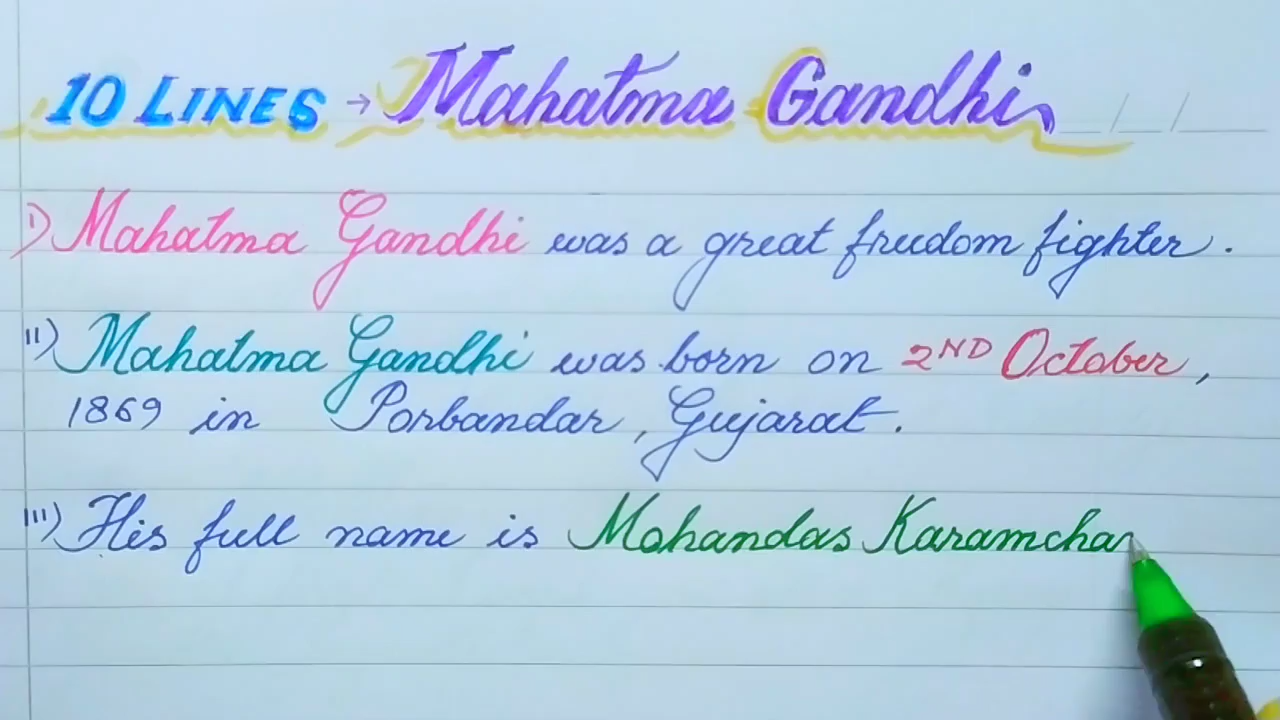 10 LINES → Mahatma Gandhi
i) Mahatma Gandhi was a great freedom fighter.
ii) Mahatma Gandhi was born on 2ND October,
1869 in Porbandar, Gujarat.
iii) His full name is Mohandas Karamchan